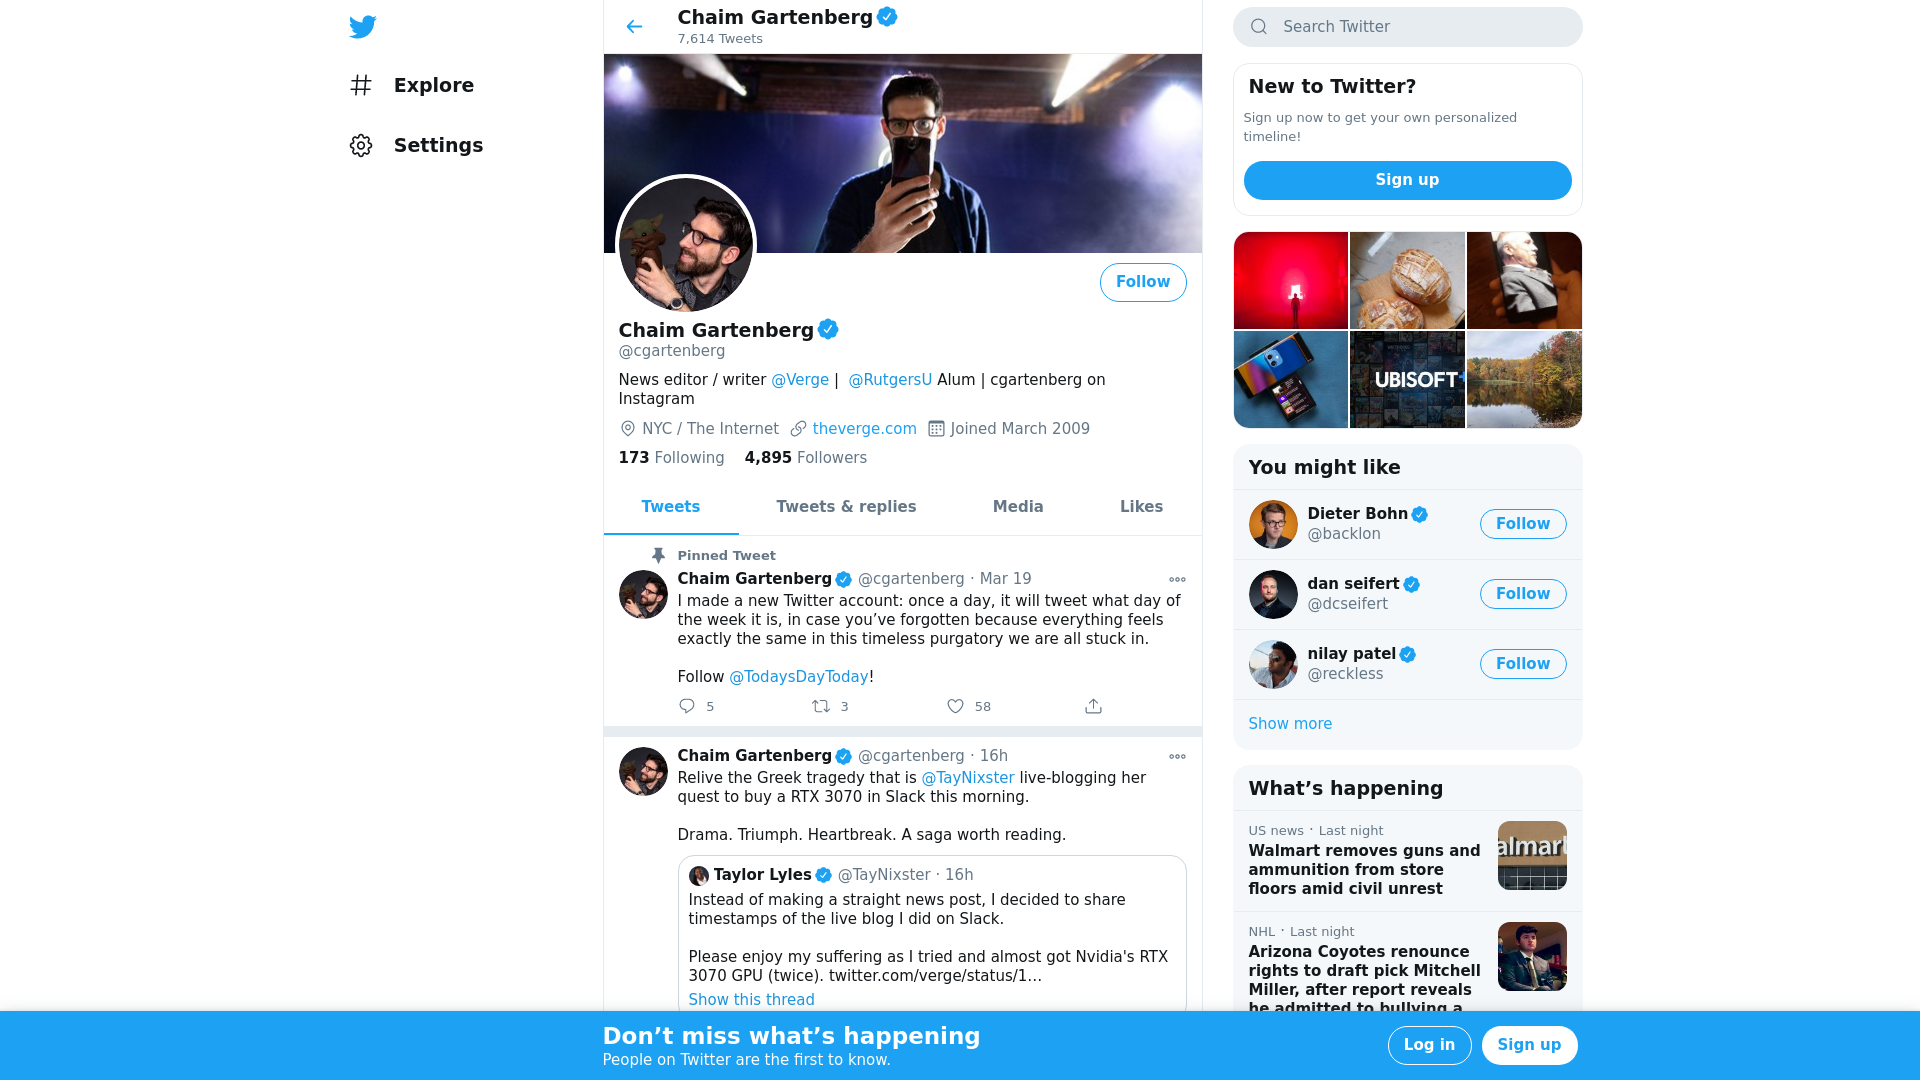 Explore
Settings
Chaim Gartenberg
7,614 Tweets
Follow
Chaim Gartenberg
@cgartenberg
News editor / writer @Verge | @RutgersU Alum | cgartenberg on
Instagram
NYC / The Internet theverge.com Joined March 2009
173 Following 4,895 Followers
Tweets Tweets & replies Media Likes
Pinned Tweet
Chaim Gartenberg @cgartenberg · Mar 19
I made a new Twitter account: once a day, it will tweet what day of
the week it is, in case you’ve forgotten because everything feels
exactly the same in this timeless purgatory we are all stuck in.
Follow @TodaysDayToday!
5 3 58
Chaim Gartenberg @cgartenberg · 16h
Relive the Greek tragedy that is @TayNixster live-blogging her
quest to buy a RTX 3070 in Slack this morning.
Drama. Triumph. Heartbreak. A saga worth reading.
Taylor Lyles @TayNixster · 16h
Instead of making a straight news post, I decided to share
timestamps of the live blog I did on Slack.
Please enjoy my suffering as I tried and almost got Nvidia's RTX
3070 GPU (twice). twitter.com/verge/status/1…
Show this thread
Search Twitter
New to Twitter?
Sign up now to get your own personalized
timeline!
Sign up
UBISOFT+
You might like
Dieter Bohn
@backlon
Follow
dan seifert
@dcseifert
Follow
nilay patel
@reckless
Follow
Show more
What’s happening
US news · Last night
Walmart removes guns and
ammunition from store
floors amid civil unrest
almart
NHL · Last night
Arizona Coyotes renounce
rights to draft pick Mitchell
Miller, after report reveals
he admitted to bullying a
Don’t miss what’s happening
People on Twitter are the first to know.
Log in
Sign up